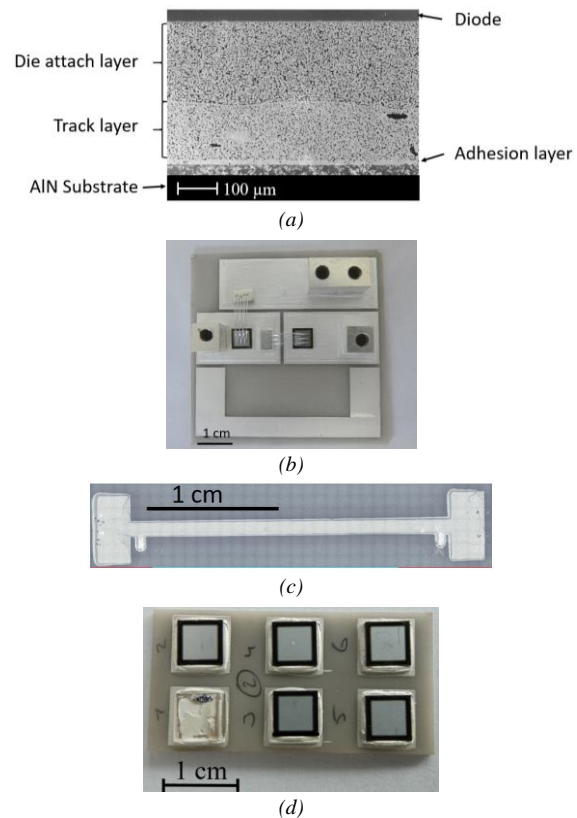 Diode
Die attach layer
Track layer
Adhesion layer
AlN Substrate
100 µm
(a)
1 cm
(b)
1 cm
(c)
2
4
6
1
2
3
5
1 cm
(d)